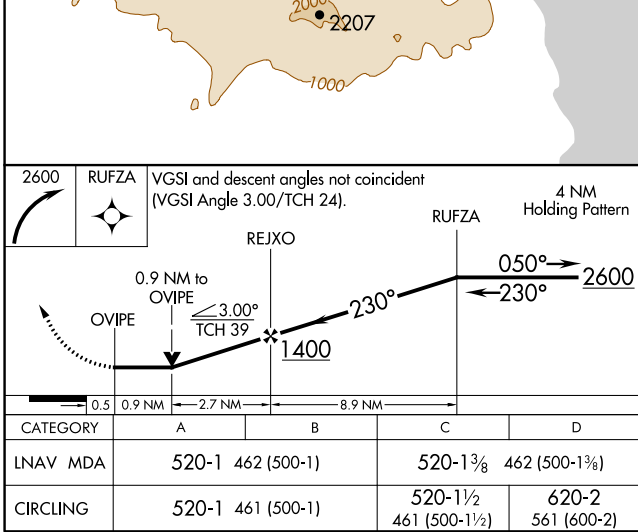 2000
2207
1000
2600
RUFZA
VGSI and descent angles not coincident
(VGSI Angle 3.00/TCH 24).
4 NM
Holding Pattern
RUFZA
REJXO
050°
2600
230°
0.9 NM to
OVIPE
3.00°
TCH 39
230°
OVIPE
1400
0.5 0.9 NM 2.7 NM 8.9 NM
CATEGORY A B C D
LNAV MDA 520-1 462 (500-1) 520-1⅜ 462 (500-1⅜)
CIRCLING 520-1 461 (500-1) 520-1½ 461 (500-1½) 620-2 561 (600-2)